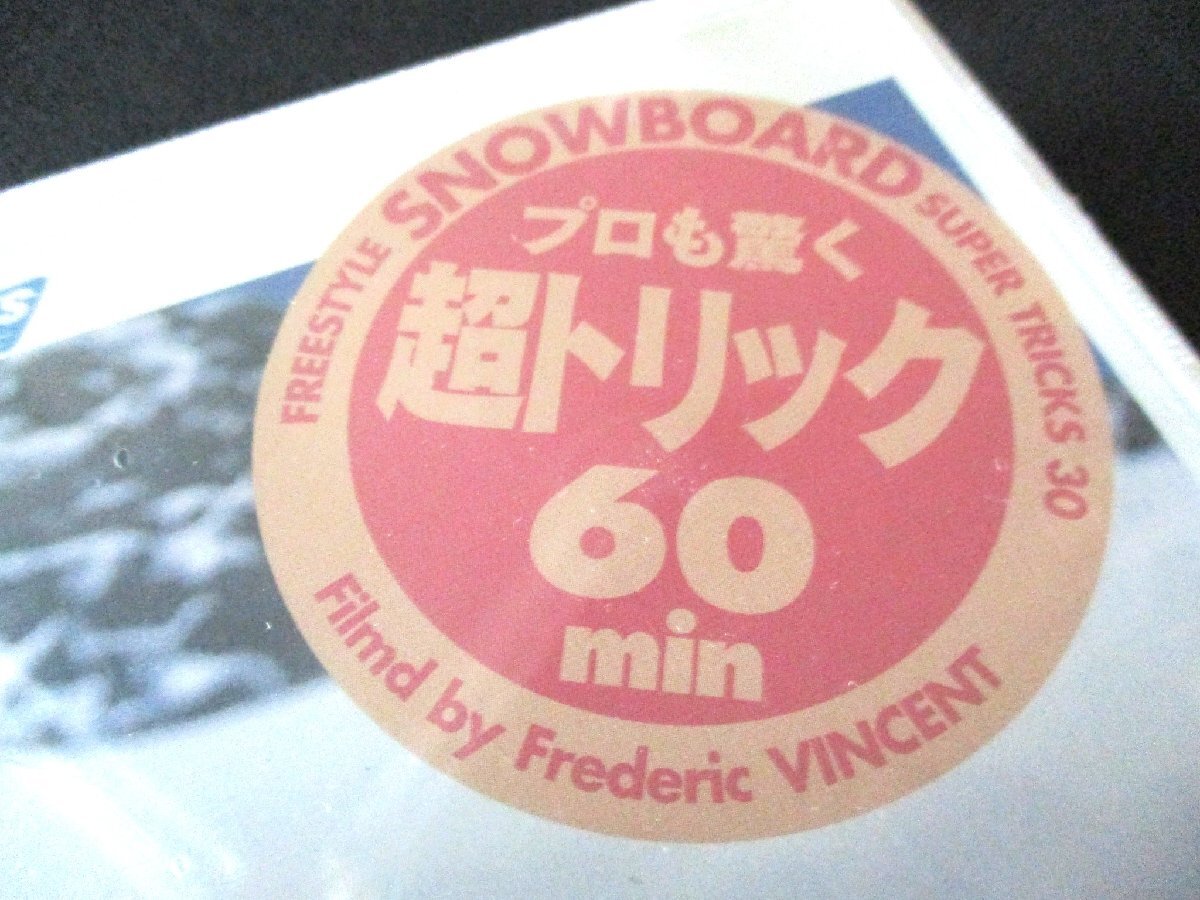 FREESTYLE SNOWBOARD SUPER TRICKS 30
プロも驚く
超トリック
60
min
Filmd by Frederic VINCENT
S